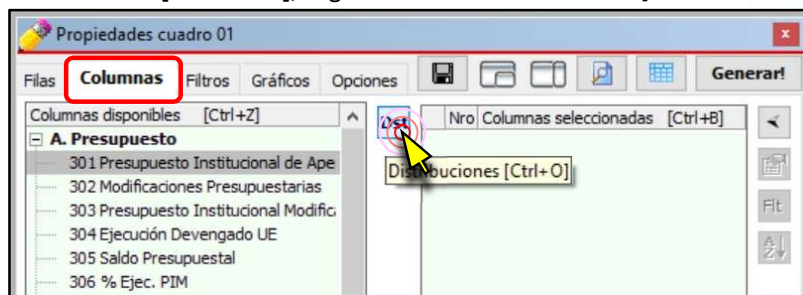 Propiedades cuadro 01
x
Filas Columnas Filtros Gráficos Opciones Generar!
Columnas disponibles [Ctrl+Z]
Dst
Nro Columnas seleccionadas [Ctrl+B]
A. Presupuesto
301 Presupuesto Institucional de Ape
Distribuciones [Ctrl+O]
302 Modificaciones Presupuestarias
303 Presupuesto Institucional Modific
Flt
304 Ejecución Devengado UE
305 Saldo Presupuestal
A
Z
306 % Ejec. PIM